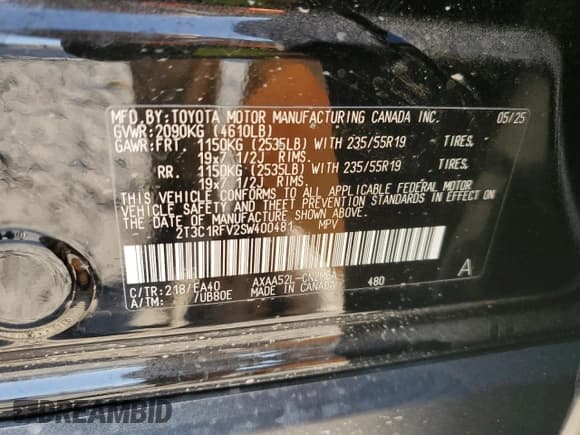 MFD.BY:TOYOTA MOTOR MANUFACTURING CANADA INC. 05/25
GVWR:2090KG (4610LB)
GAWR:FRT. 1150KG (2535LB) WITH 235/55R19 TIRES,
19x7 1/2J RIMS.
RR. 1150KG (2535LB) WITH 235/55R19 TIRES,
19x7 1/2J RIMS.
THIS VEHICLE CONFORMS TO ALL APPLICABLE FEDERAL MOTOR
VEHICLE SAFETY AND THEFT PREVENTION STANDARDS IN EFFECT ON
THE DATE OF MANUFACTURE SHOWN ABOVE.
2T3C1RFV2SW400481 MPV
C/TR:218/EA40 480 A
A/TM: /UB80E MADE IN CANADA
DREAMBID